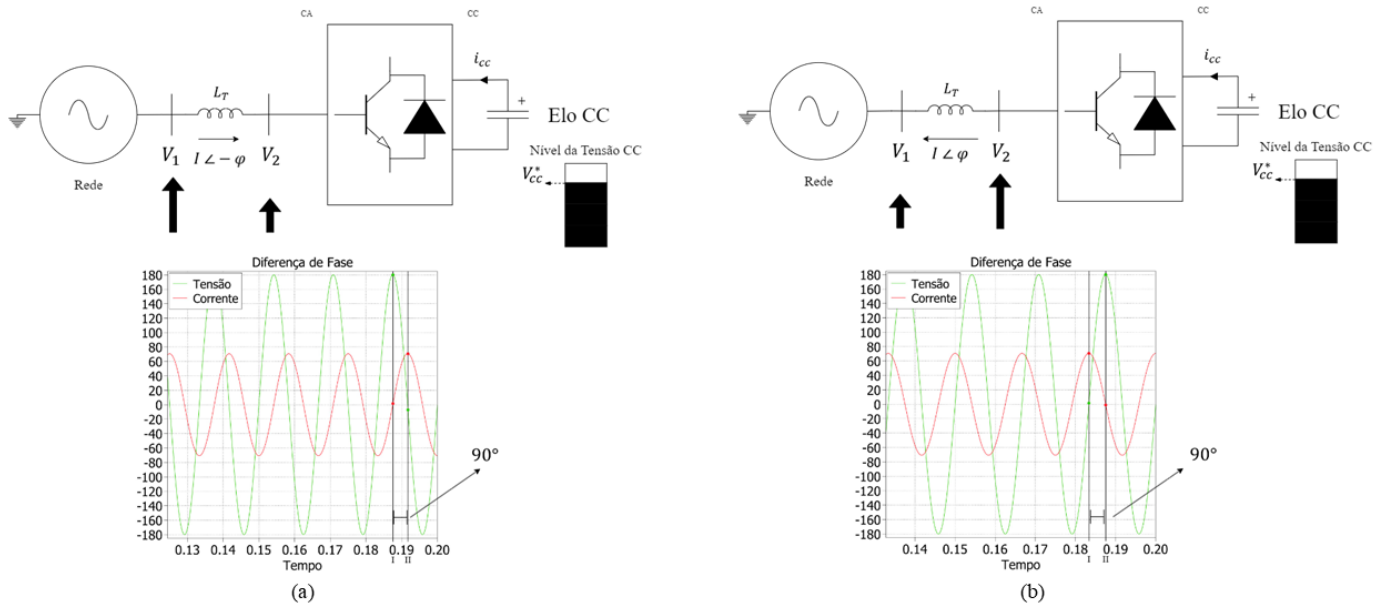 CA CC
i_cc
L_T
+
Elo CC
V_1 I∠-φ V_2
Rede
Nível da Tensão CC
V_cc^*
Diferença de Fase
Tensão
Corrente
180
160
140
120
100
80
60
40
20
0
-20
-40
-60
-80
-100
-120
-140
-160
-180
0.13 0.14 0.15 0.16 0.17 0.18 0.19 0.20
I II
Tempo
90°
(a)
CA CC
i_cc
L_T
+
Elo CC
V_1 I∠φ V_2
Rede
Nível da Tensão CC
V_cc^*
Diferença de Fase
Tensão
Corrente
180
160
140
120
100
80
60
40
20
0
-20
-40
-60
-80
-100
-120
-140
-160
-180
0.14 0.15 0.16 0.17 0.18 0.19 0.20
I II
Tempo
90°
(b)